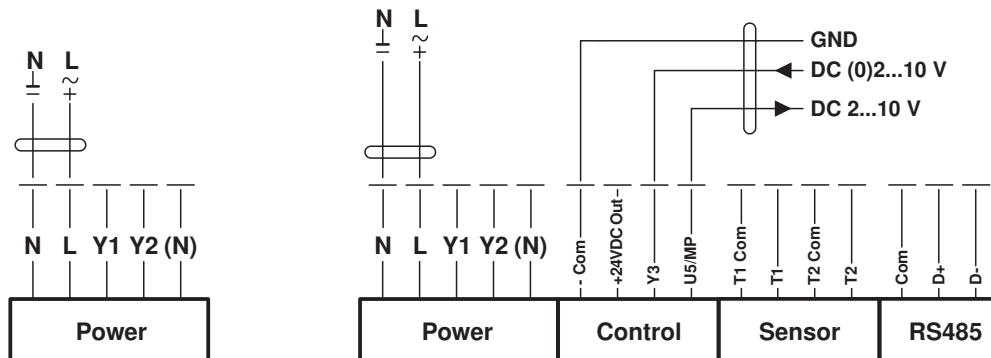 N L
N L
GND
DC (0)2...10 V
DC 2...10 V
N L Y1 Y2 (N)
N L Y1 Y2 (N)
- Com
+24VDC Out
Y3
U5/MP
T1 Com
T1
T2 Com
T2
Com
D+
D-
Power
Power
Control
Sensor
RS485